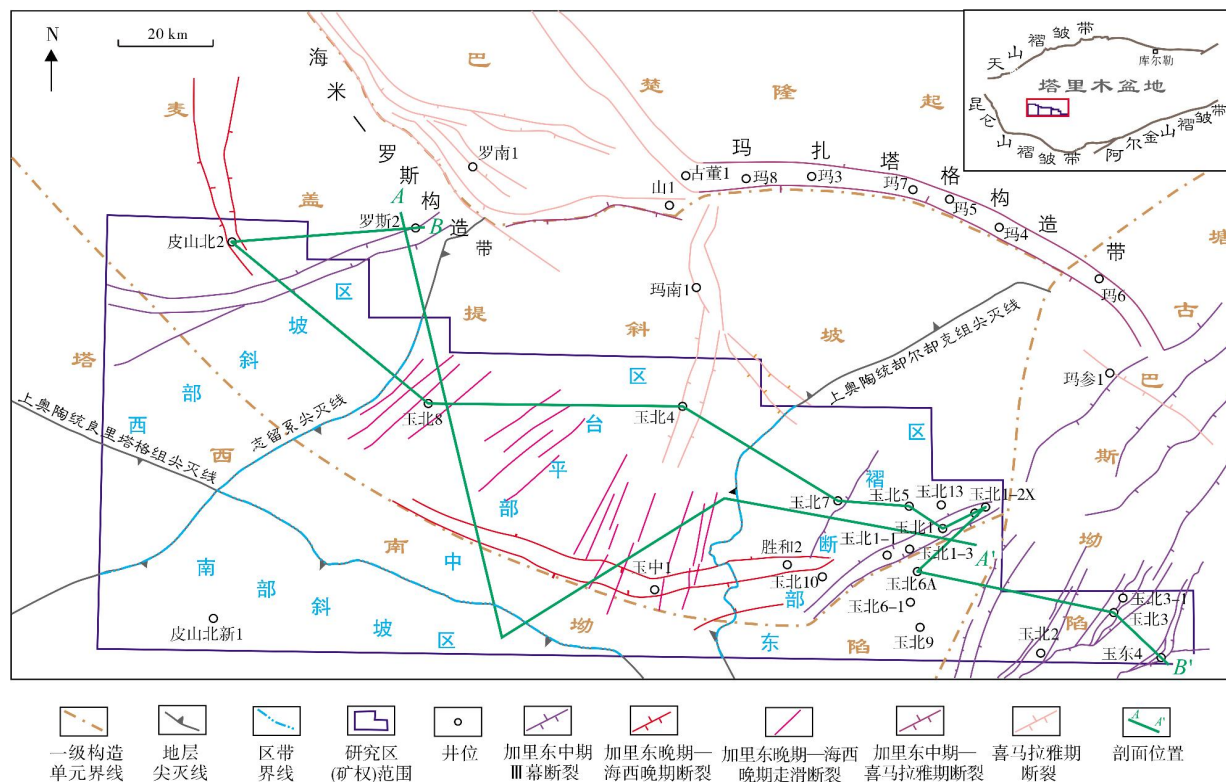 N
20 km
天山褶皱带
库尔勒
塔里木盆地
昆仑山褶皱带
阿尔金山褶皱带
巴楚隆起
麦盖提斜坡
塔西南坳陷
塘古巴斯坳陷
海米罗斯构造带
玛扎塔格构造带
西部斜坡区
中部平台区
东部断褶区
南部斜坡区
罗南1
古董1
玛8
玛3
玛7
玛5
玛4
玛6
山1
罗斯2
A
B
皮山北2
玛南1
玛参1
上奥陶统却尔却克组尖灭线
上奥陶统良里塔格组尖灭线
志留系尖灭线
玉北8
玉北4
玉北7
玉北5
玉北13
玉北1-2X
玉北1
玉北1-1
玉北1-3
A'
胜和2
玉中1
玉北10
玉北6A
玉北6-1
玉北9
玉北2
玉北3-1
玉北3
玉东4
B'
皮山北新1
一级构造
单元界线
地层
尖灭线
区带
界线
研究区
(矿权)范围
井位
加里东中期
Ⅲ幕断裂
加里东晚期—
海西晚期断裂
加里东晚期—海西
晚期走滑断裂
加里东中期—
喜马拉雅期断裂
喜马拉雅期
断裂
A A'
剖面位置